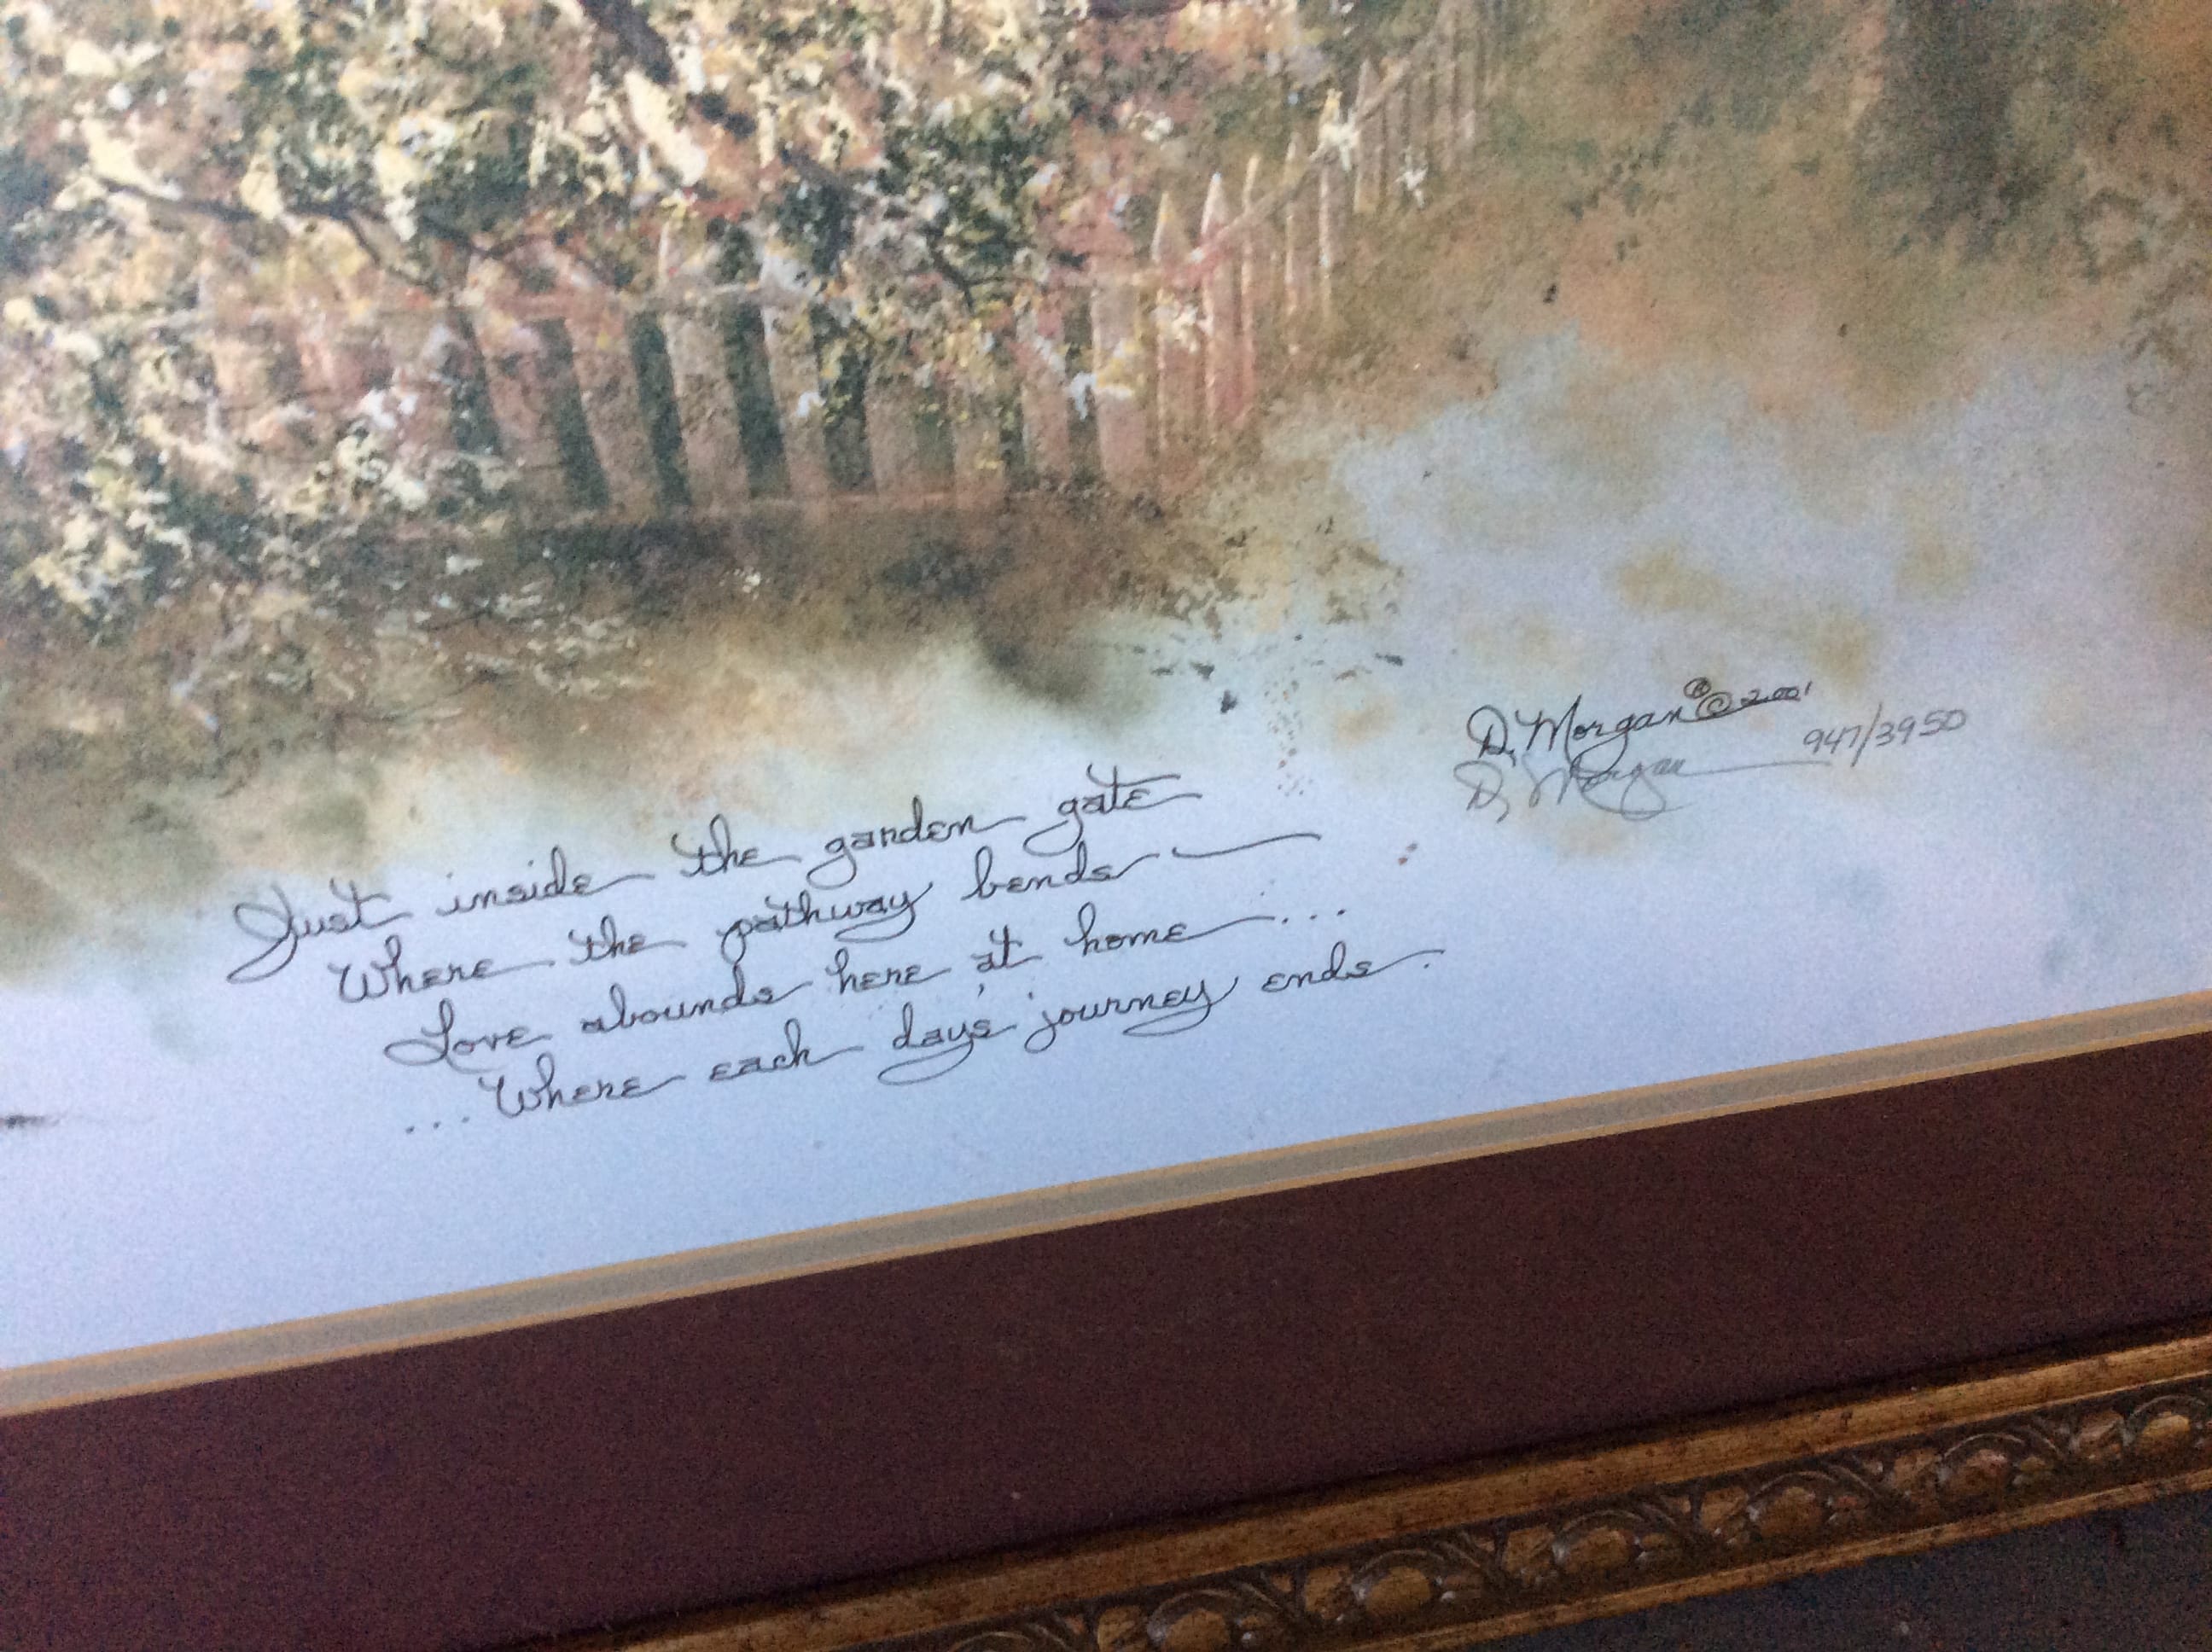 Just inside the garden gate
Where the pathway bends —
Love abounds here at home ...
... Where each days' journey ends.
D. Morgan ® © 2001
D. Morgan 947/3950